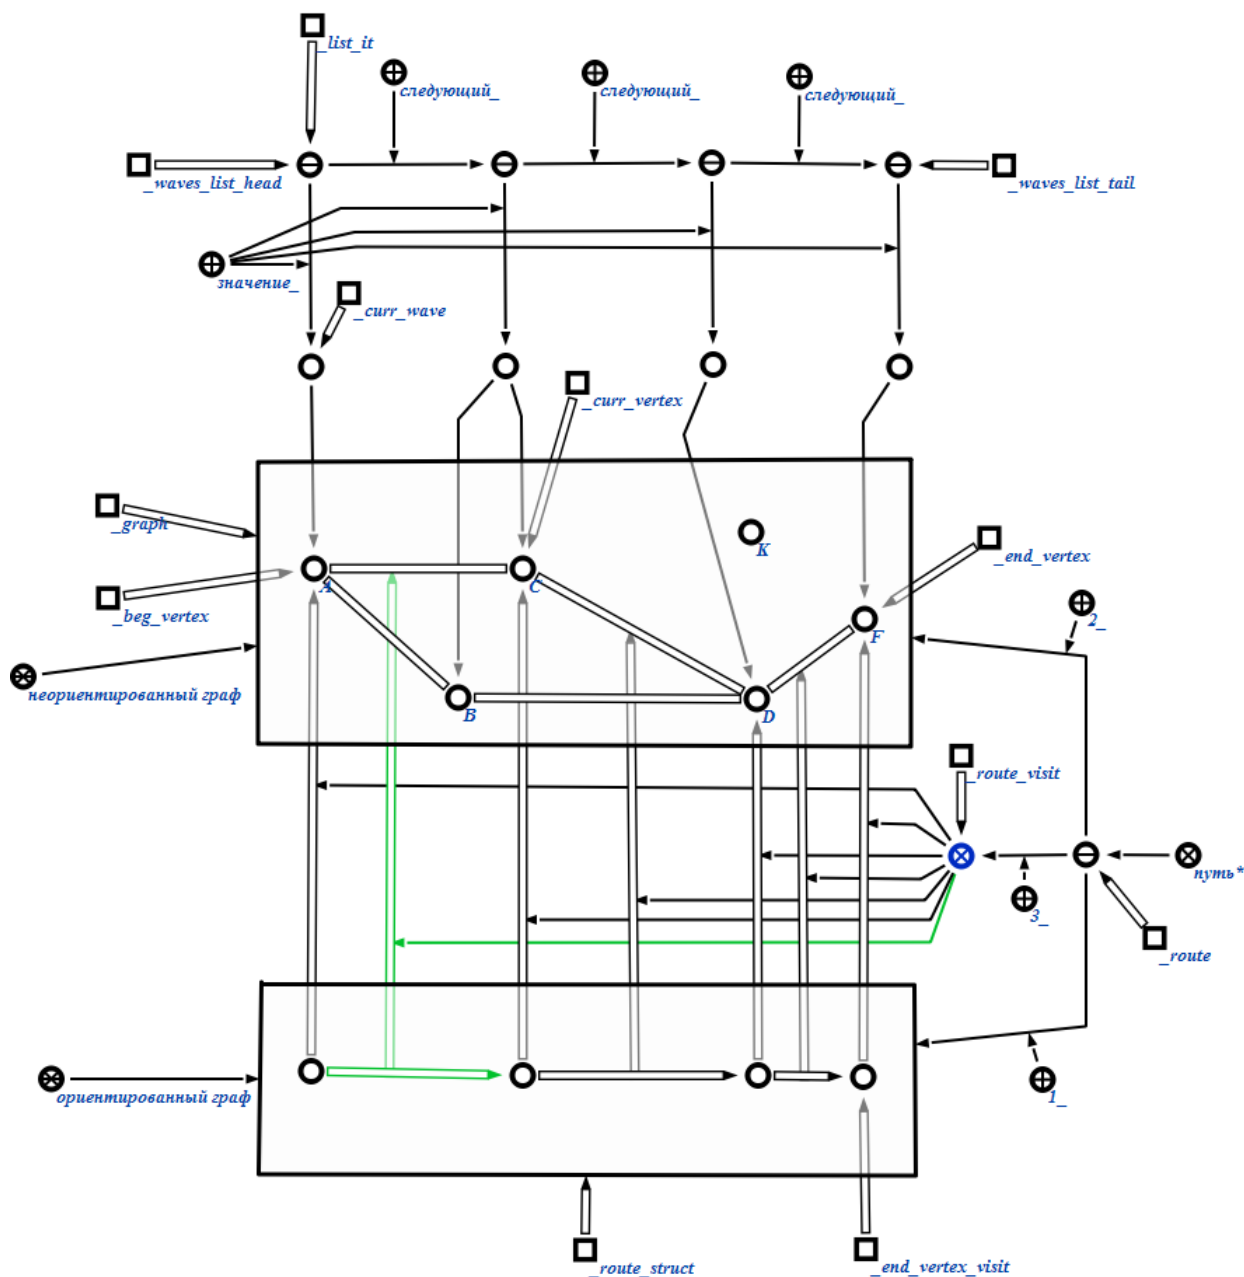 _list_it
следующий_
следующий_
следующий_
_waves_list_head
_waves_list_tail
значение_
_curr_wave
_curr_vertex
_graph
K
_end_vertex
A
C
_beg_vertex
F
2_
неориентированный граф
B
D
_route_visit
путь*
3_
_route
ориентированный граф
1_
_route_struct
_end_vertex_visit